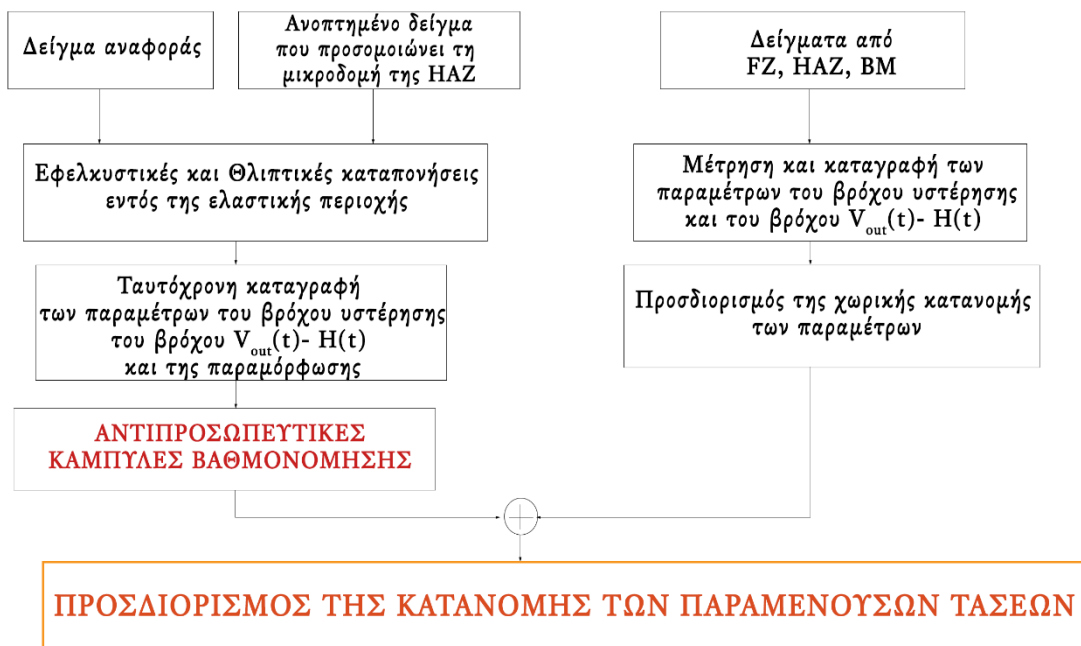 Δείγμα αναφοράς
Ανοπτημένο δείγμα
που προσομοιώνει τη
μικροδομή της HAZ
Δείγματα από
FZ, HAZ, BM
Εφελκυστικές και Θλιπτικές καταπονήσεις
εντός της ελαστικής περιοχής
Μέτρηση και καταγραφή των
παραμέτρων του βρόχου υστέρησης
και του βρόχου V_out(t)- H(t)
Ταυτόχρονη καταγραφή
των παραμέτρων του βρόχου υστέρησης
του βρόχου V_out(t)- H(t)
και της παραμόρφωσης
Προσδιορισμός της χωρικής κατανομής
των παραμέτρων
ΑΝΤΙΠΡΟΣΩΠΕΥΤΙΚΕΣ
ΚΑΜΠΥΛΕΣ ΒΑΘΜΟΝΟΜΗΣΗΣ
ΠΡΟΣΔΙΟΡΙΣΜΟΣ ΤΗΣ ΚΑΤΑΝΟΜΗΣ ΤΩΝ ΠΑΡΑΜΕΝΟΥΣΩΝ ΤΑΣΕΩΝ